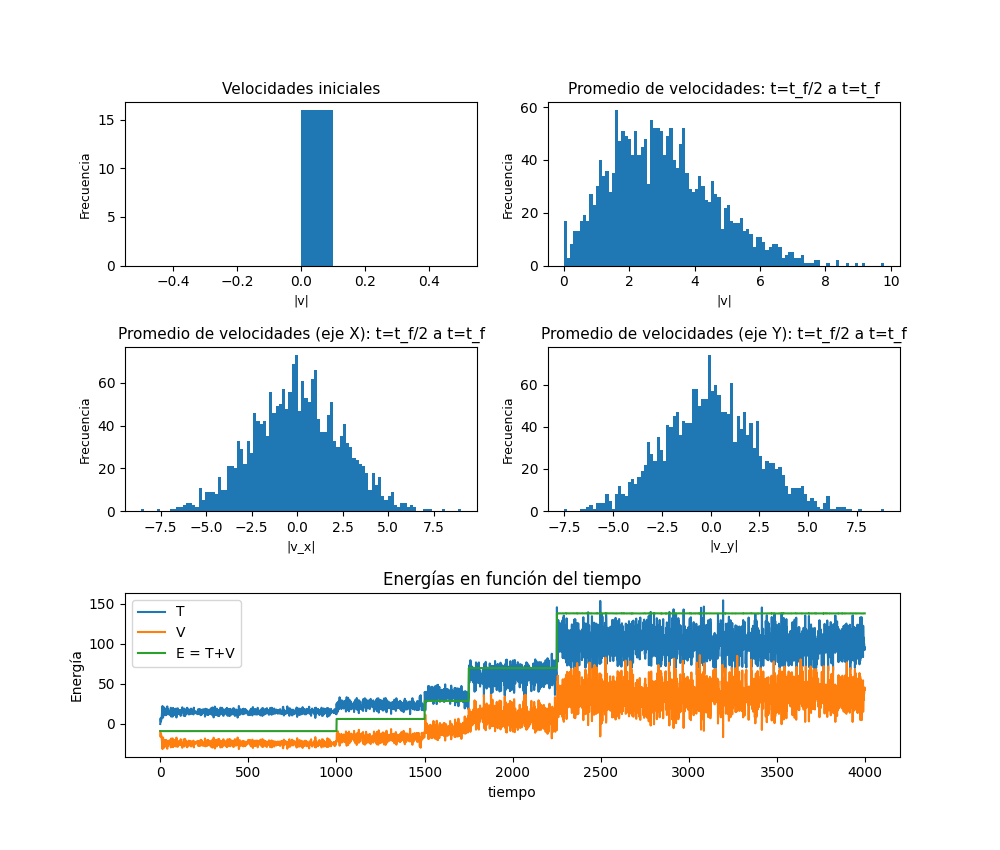 Velocidades iniciales
Frecuencia
15
10
5
0
−0.4 −0.2 0.0 0.2 0.4
|v|
Promedio de velocidades: t=t_f/2 a t=t_f
Frecuencia
60
40
20
0
0 2 4 6 8 10
|v|
Promedio de velocidades (eje X): t=t_f/2 a t=t_f
Frecuencia
60
40
20
0
−7.5 −5.0 −2.5 0.0 2.5 5.0 7.5
|v_x|
Promedio de velocidades (eje Y): t=t_f/2 a t=t_f
Frecuencia
60
40
20
0
−7.5 −5.0 −2.5 0.0 2.5 5.0 7.5
|v_y|
Energías en función del tiempo
Energía
150
100
50
0
T
V
E = T+V
0 500 1000 1500 2000 2500 3000 3500 4000
tiempo